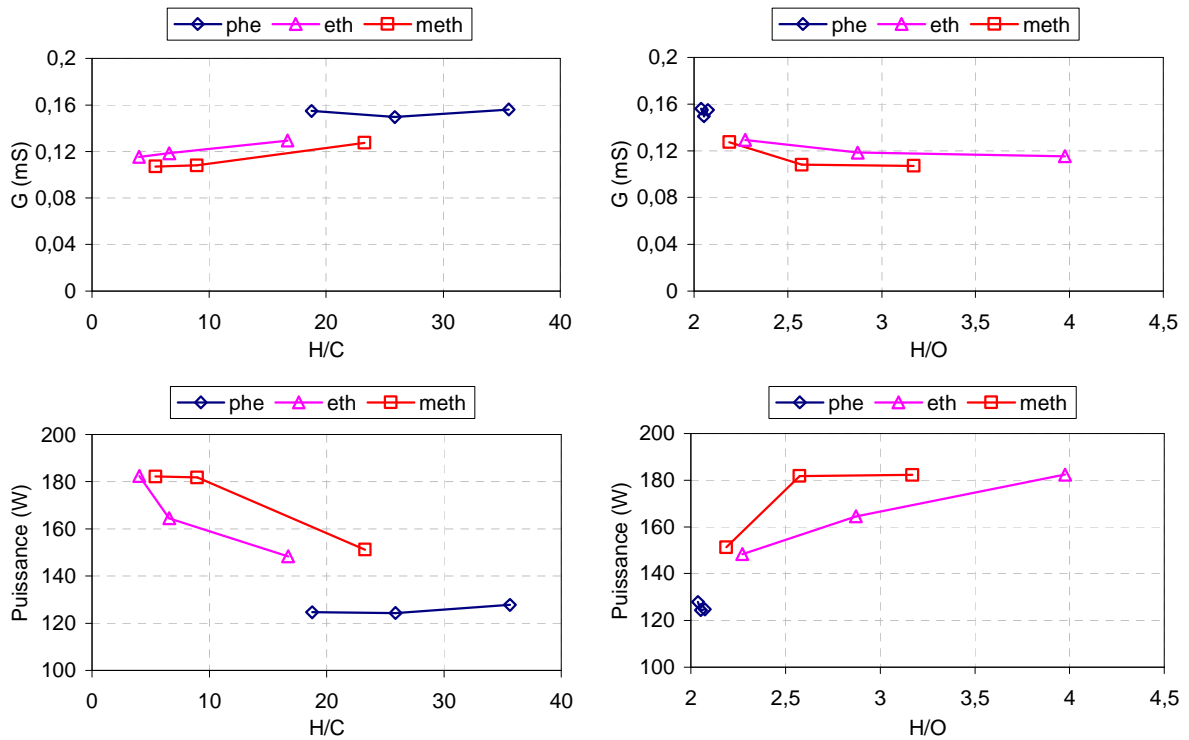 phe eth meth
G (mS)
0,2
0,16
0,12
0,08
0,04
0
0 10 20 30 40
H/C
phe eth meth
G (mS)
0,2
0,16
0,12
0,08
0,04
0
2 2,5 3 3,5 4 4,5
H/O
phe eth meth
Puissance (W)
200
180
160
140
120
100
0 10 20 30 40
H/C
phe eth meth
Puissance (W)
200
180
160
140
120
100
2 2,5 3 3,5 4 4,5
H/O